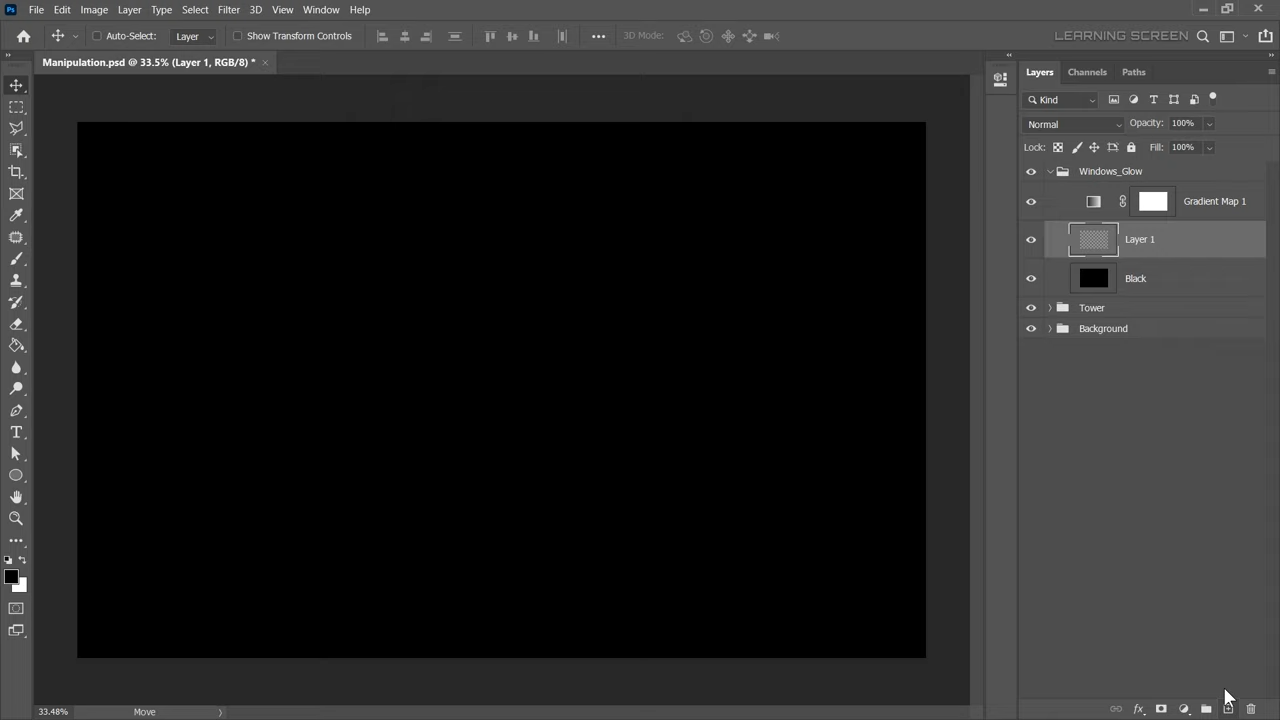 Ps File Edit Image Layer Type Select Filter 3D View Window Help
Auto-Select: Layer Show Transform Controls 3D Mode: LEARNING SCREEN
Manipulation.psd @ 33.5% (Layer 1, RGB/8) *
Layers Channels Paths
Kind
Normal Opacity: 100%
Lock: Fill: 100%
Windows_Glow
Gradient Map 1
Layer 1
Black
Tower
Background
33.48% Move
fx